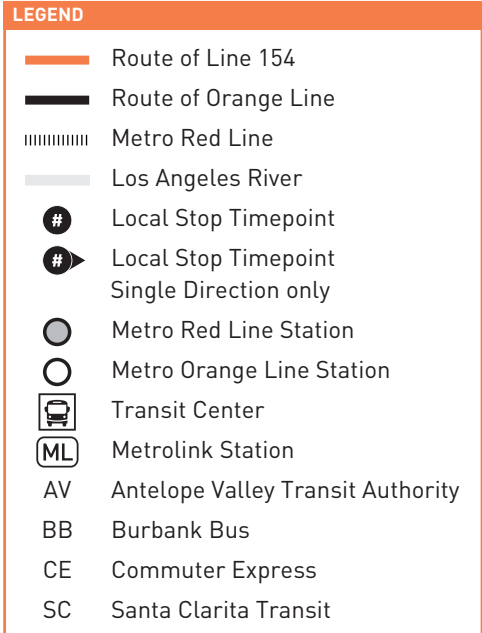 LEGEND
Route of Line 154
Route of Orange Line
Metro Red Line
Los Angeles River
# Local Stop Timepoint
# Local Stop Timepoint
Single Direction only
Metro Red Line Station
Metro Orange Line Station
Transit Center
ML Metrolink Station
AV Antelope Valley Transit Authority
BB Burbank Bus
CE Commuter Express
SC Santa Clarita Transit